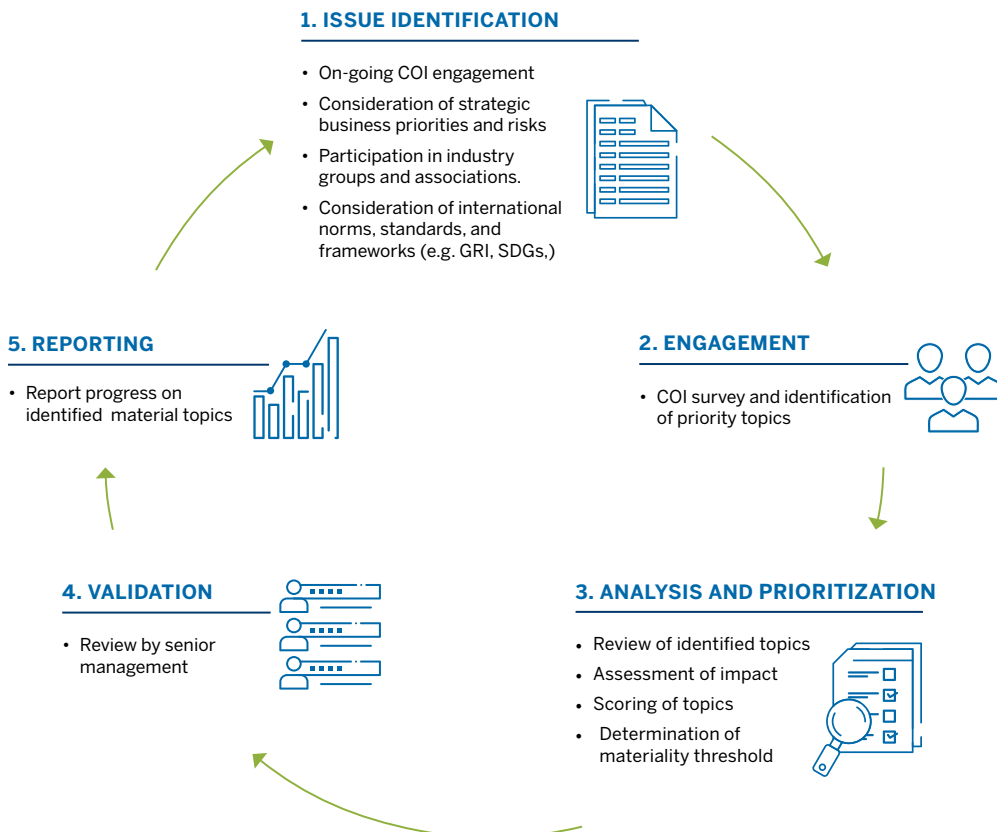 1. ISSUE IDENTIFICATION
• On-going COI engagement
• Consideration of strategic
business priorities and risks
• Participation in industry
groups and associations.
• Consideration of international
norms, standards, and
frameworks (e.g. GRI, SDGs,)
2. ENGAGEMENT
• COI survey and identification
of priority topics
3. ANALYSIS AND PRIORITIZATION
• Review of identified topics
• Assessment of impact
• Scoring of topics
• Determination of
materiality threshold
4. VALIDATION
• Review by senior
management
5. REPORTING
• Report progress on
identified material topics